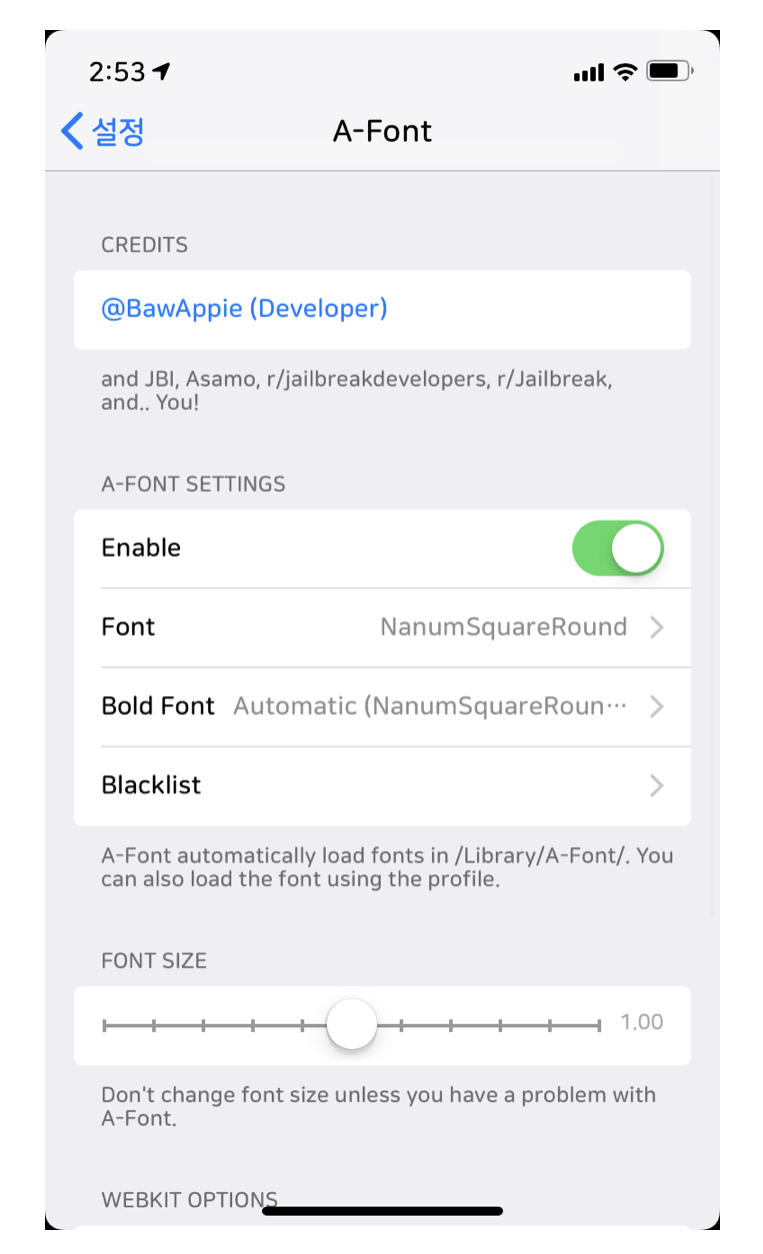 2:53
설정
A-Font
CREDITS
@BawAppie (Developer)
and JBI, Asamo, r/jailbreakdevelopers, r/Jailbreak,
and.. You!
A-FONT SETTINGS
Enable
Font NanumSquareRound
Bold Font Automatic (NanumSquareRoun···
Blacklist
A-Font automatically load fonts in /Library/A-Font/. You
can also load the font using the profile.
FONT SIZE
1.00
Don't change font size unless you have a problem with
A-Font.
WEBKIT OPTIONS